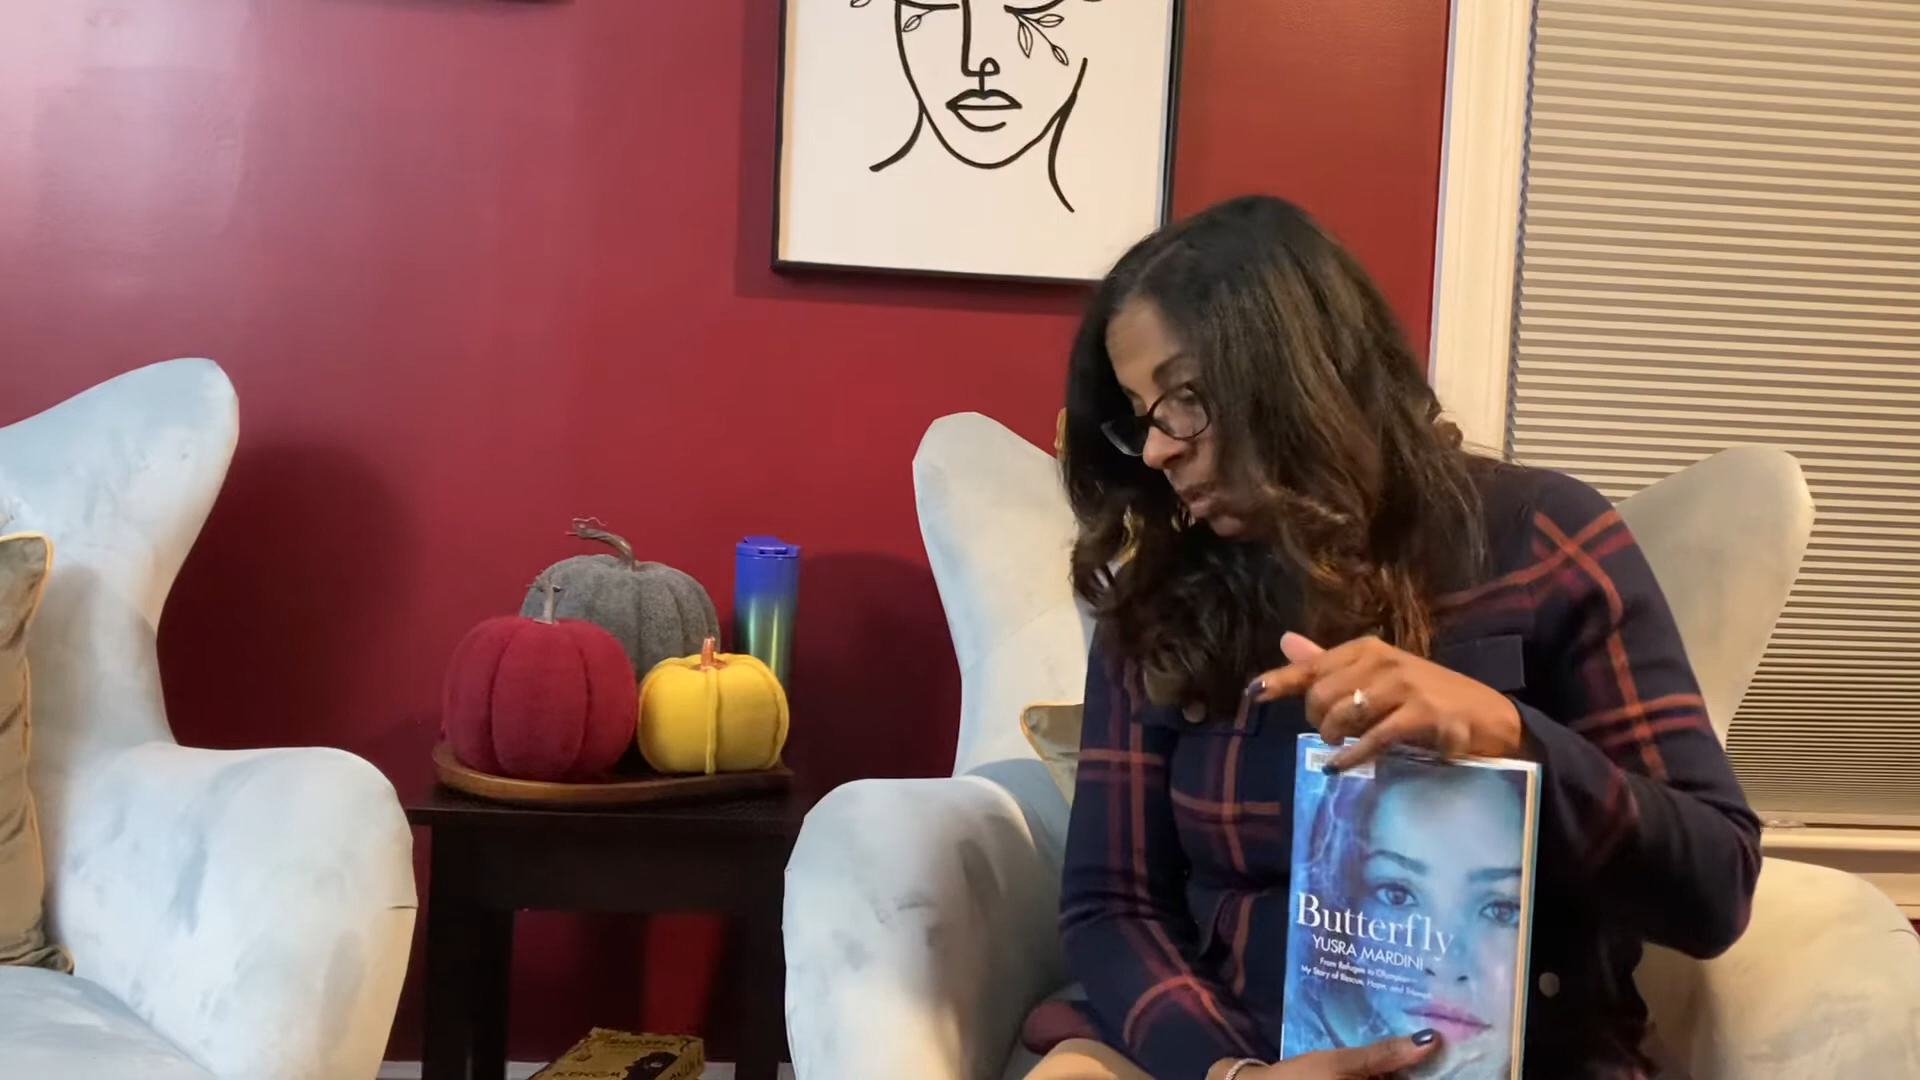 Butterfly
YUSRA MARDINI
From Refugee to Olympian—
My Story of Rescue, Hope, and Triumph